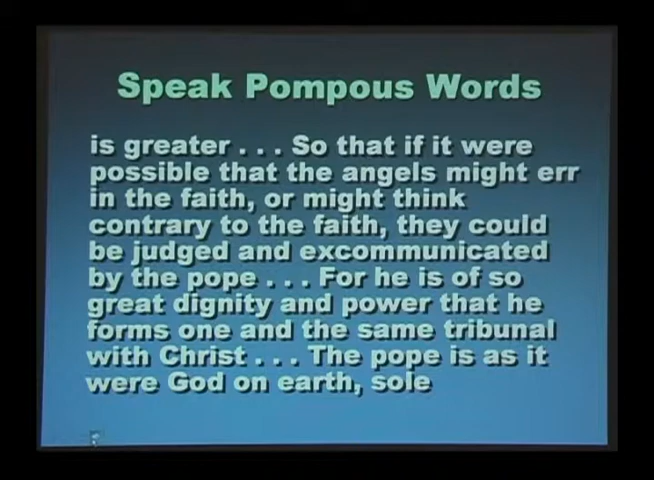 Speak Pompous Words
is greater . . . So that if it were
possible that the angels might err
in the faith, or might think
contrary to the faith, they could
be judged and excommunicated
by the pope . . . For he is of so
great dignity and power that he
forms one and the same tribunal
with Christ . . . The pope is as it
were God on earth, sole